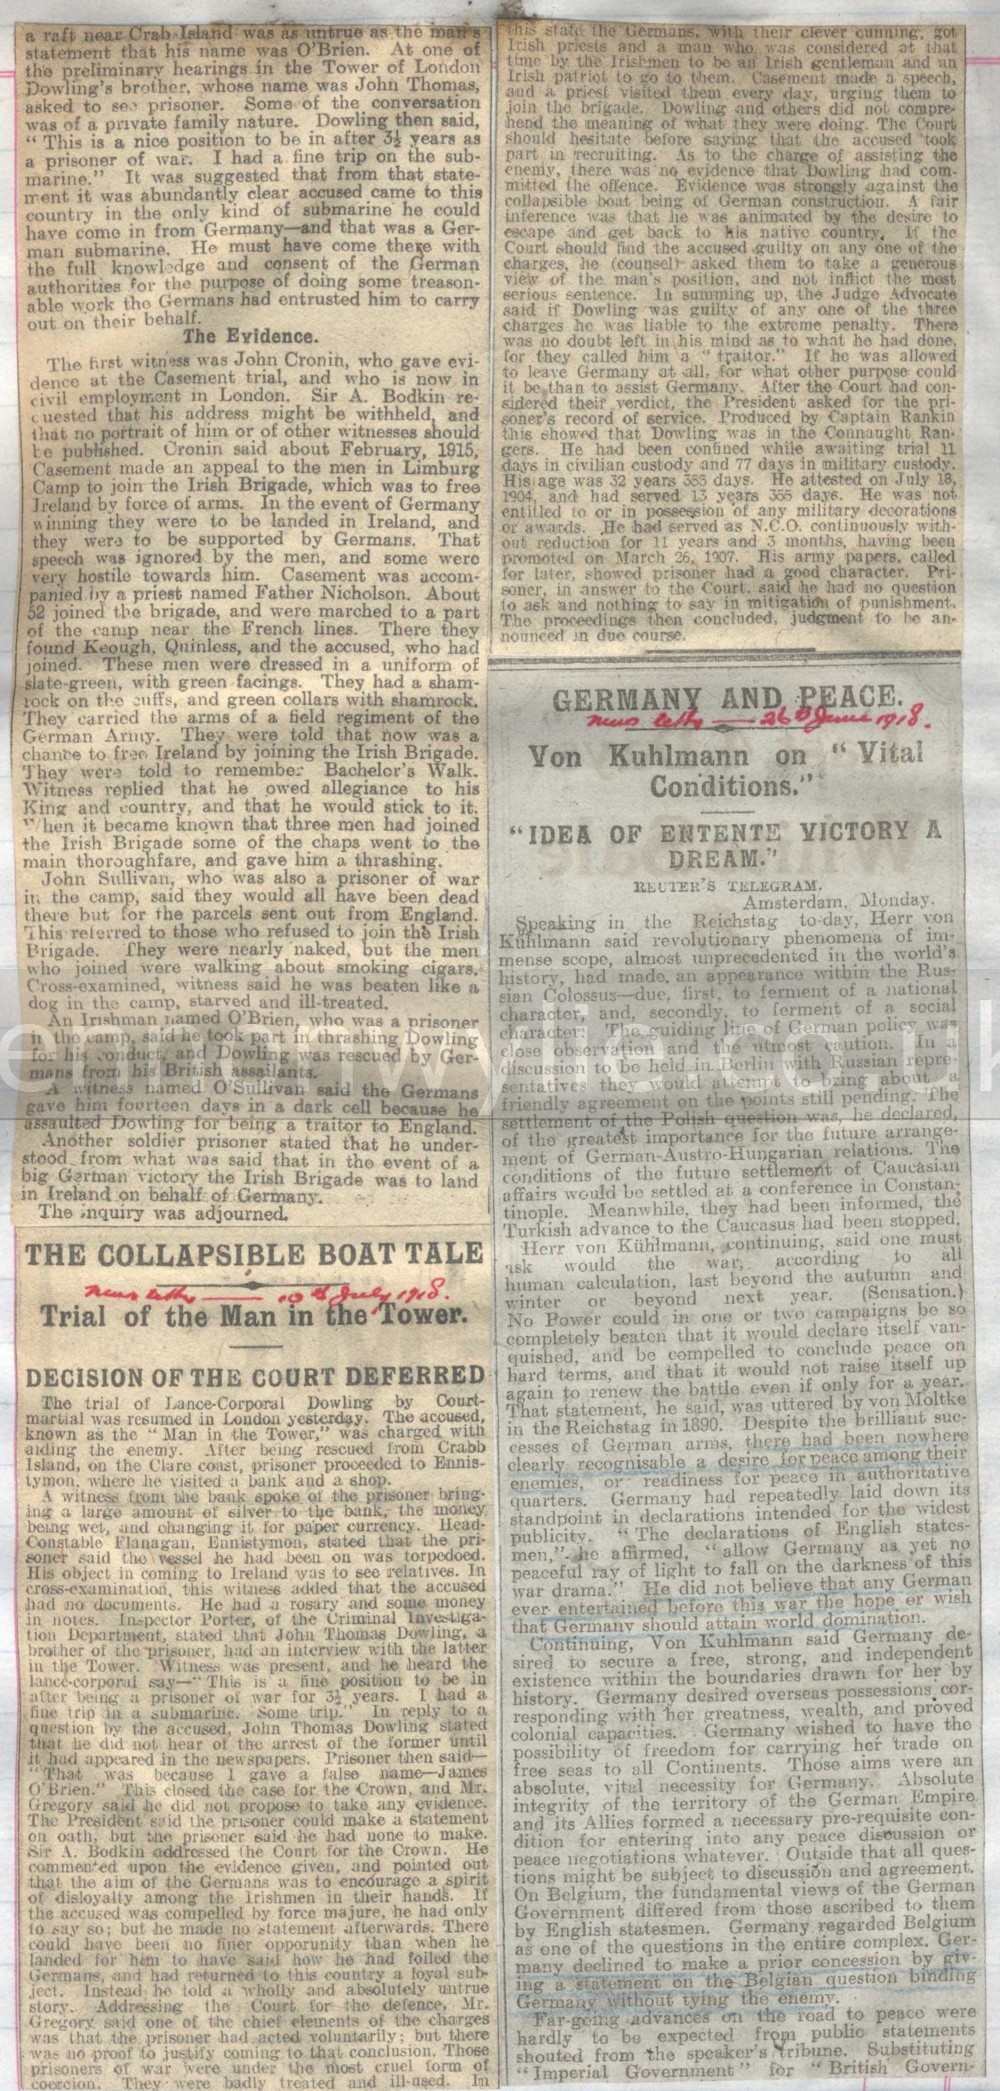 a raft near Crab Island was as untrue as the man's
statement that his name was O'Brien. At one of
the preliminary hearings in the Tower of London
Dowling's brother, whose name was John Thomas,
asked to see prisoner. Some of the conversation
was of a private family nature. Dowling then said,
" This is a nice position to be in after 3½ years as
a prisoner of war. I had a fine trip on the sub-
marine." It was suggested that from that state-
ment it was abundantly clear accused came to this
country in the only kind of submarine he could
have come in from Germany—and that was a Ger-
man submarine. He must have come there with
the full knowledge and consent of the German
authorities for the purpose of doing some treason-
able work the Germans had entrusted him to carry
out on their behalf.
The Evidence.
The first witness was John Cronin, who gave evi-
dence at the Casement trial, and who is now in
civil employment in London. Sir A. Bodkin re-
quested that his address might be withheld, and
that no portrait of him or of other witnesses should
be published. Cronin said about February, 1915,
Casement made an appeal to the men in Limburg
Camp to join the Irish Brigade, which was to free
Ireland by force of arms. In the event of Germany
winning they were to be landed in Ireland, and
they were to be supported by Germans. That
speech was ignored by the men, and some were
very hostile towards him. Casement was accom-
panied by a priest named Father Nicholson. About
52 joined the brigade, and were marched to a part
of the camp near the French lines. There they
found Keough, Quinless, and the accused, who had
joined. These men were dressed in a uniform of
slate-green, with green facings. They had a sham-
rock on the cuffs, and green collars with shamrock.
They carried the arms of a field regiment of the
German Army. They were told that now was a
chance to free Ireland by joining the Irish Brigade.
They were told to remember Bachelor's Walk.
Witness replied that he owed allegiance to his
King and country, and that he would stick to it.
When it became known that three men had joined
the Irish Brigade some of the chaps went to the
main thoroughfare, and gave him a thrashing.
John Sullivan, who was also a prisoner of war
in the camp, said they would all have been dead
there but for the parcels sent out from England.
This referred to those who refused to join the Irish
Brigade. They were nearly naked, but the men
who joined were walking about smoking cigars.
Cross-examined, witness said he was beaten like a
dog in the camp, starved and ill-treated.
An Irishman named O'Brien, who was a prisoner
in the camp, said he took part in thrashing Dowling
for his conduct, and Dowling was rescued by Ger-
mans from his British assailants.
A witness named O'Sullivan said the Germans
gave him fourteen days in a dark cell because he
assaulted Dowling for being a traitor to England.
Another soldier prisoner stated that he under-
stood from what was said that in the event of a
big German victory the Irish Brigade was to land
in Ireland on behalf of Germany.
The inquiry was adjourned.
THE COLLAPSIBLE BOAT TALE
News letter — 10th July 1918.
Trial of the Man in the Tower.
DECISION OF THE COURT DEFERRED
The trial of Lance-Corporal Dowling by Court-
martial was resumed in London yesterday. The accused,
known as the " Man in the Tower," was charged with
aiding the enemy. After being rescued from Crabb
Island, on the Clare coast, prisoner proceeded to Ennis-
tymon, where he visited a bank and a shop.
A witness from the bank spoke of the prisoner bring-
ing a large amount of silver to the bank, the money
being wet, and changing it for paper currency. Head-
Constable Flanagan, Ennistymon, stated that the pri-
soner said the vessel he had been on was torpedoed.
His object in coming to Ireland was to see relatives. In
cross-examination, this witness added that the accused
had no documents. He had a rosary and some money
in notes. Inspector Porter, of the Criminal Investiga-
tion Department, stated that John Thomas Dowling, a
brother of the prisoner, had an interview with the latter
in the Tower. Witness was present, and he heard the
lance-corporal say—" This is a fine position to be in
after being a prisoner of war for 3½ years. I had a
fine trip in a submarine. Some trip." In reply to a
question by the accused, John Thomas Dowling stated
that he did not hear of the arrest of the former until
it had appeared in the newspapers. Prisoner then said—
"That was because I gave a false name—James
O'Brien." This closed the case for the Crown, and Mr.
Gregory said he did not propose to take any evidence.
The President said the prisoner could make a statement
on oath, but the prisoner said he had none to make.
Sir A. Bodkin addressed the Court for the Crown. He
commented upon the evidence given, and pointed out
that the aim of the Germans was to encourage a spirit
of disloyalty among the Irishmen in their hands. If
the accused was compelled by force majure, he had only
to say so; but he made no statement afterwards. There
could have been no finer opporunity than when he
landed for him to have said how he had foiled the
Germans, and had returned to this country a loyal sub-
ject. Instead he told a wholly and absolutely untrue
story. Addressing the Court for the defence, Mr.
Gregory said one of the chief elements of the charges
was that the prisoner had acted voluntarily; but there
was no proof to justify coming to that conclusion. Those
prisoners of war were under the most cruel form of
coercion. They were badly treated and ill-used. In
this state the Germans, with their clever cunning, got
Irish priests and a man who was considered at that
time by the Irishmen to be an Irish gentleman and an
Irish patriot to go to them. Casement made a speech,
and a priest visited them every day, urging them to
join the brigade. Dowling and others did not compre-
hend the meaning of what they were doing. The Court
should hesitate before saying that the accused took
part in recruiting. As to the charge of assisting the
enemy, there was no evidence that Dowling had com-
mitted the offence. Evidence was strongly against the
collapsible boat being of German construction. A fair
inference was that he was animated by the desire to
escape and get back to his native country. If the
Court should find the accused guilty on any one of the
charges, he (counsel) asked them to take a generous
view of the man's position, and not inflict the most
serious sentence. In summing up, the Judge Advocate
said if Dowling was guilty of any one of the three
charges he was liable to the extreme penalty. There
was no doubt left in his mind as to what he had done,
for they called him a " traitor." If he was allowed
to leave Germany at all, for what other purpose could
it be than to assist Germany. After the Court had con-
sidered their verdict, the President asked for the pri-
soner's record of service. Produced by Captain Rankin
this showed that Dowling was in the Connaught Ran-
gers. He had been confined while awaiting trial 11
days in civilian custody and 77 days in military custody.
His age was 32 years 353 days. He attested on July 18,
1904, and had served 13 years 355 days. He was not
entitled to or in possession of any military decorations
or awards. He had served as N.C.O. continuously with-
out reduction for 11 years and 3 months, having been
promoted on March 26, 1907. His army papers, called
for later, showed prisoner had a good character. Pri-
soner, in answer to the Court, said he had no question
to ask and nothing to say in mitigation of punishment.
The proceedings then concluded, judgment to be an-
nounced in due course.
GERMANY AND PEACE.
News letter — 26th June 1918.
Von Kuhlmann on " Vital
Conditions."
"IDEA OF ENTENTE VICTORY A
DREAM."
REUTER'S TELEGRAM.
Amsterdam, Monday.
Speaking in the Reichstag to-day, Herr von
Kühlmann said revolutionary phenomena of im-
mense scope, almost unprecedented in the world's
history, had made an appearance within the Rus-
sian Colossus—due, first, to ferment of a national
character, and, secondly, to ferment of a social
character. The guiding line of German policy was
close observation and the utmost caution. In a
discussion to be held in Berlin with Russian repre-
sentatives they would attempt to bring about a
friendly agreement on the points still pending. The
settlement of the Polish question was, he declared,
of the greatest importance for the future arrange-
ment of German-Austro-Hungarian relations. The
conditions of the future settlement of Caucasian
affairs would be settled at a conference in Constan-
tinople. Meanwhile, they had been informed, the
Turkish advance to the Caucasus had been stopped.
Herr von Kühlmann, continuing, said one must
ask would the war, according to all
human calculation, last beyond the autumn and
winter or beyond next year. (Sensation.)
No Power could in one or two campaigns be so
completely beaten that it would declare itself van-
quished, and be compelled to conclude peace on
hard terms, and that it would not raise itself up
again to renew the battle even if only for a year.
That statement, he said, was uttered by von Moltke
in the Reichstag in 1890. Despite the brilliant suc-
cesses of German arms, there had been nowhere
clearly recognisable a desire for peace among their
enemies, or readiness for peace in authoritative
quarters. Germany had repeatedly laid down its
standpoint in declarations intended for the widest
publicity. "The declarations of English states-
men," he affirmed, "allow Germany as yet no
peaceful ray of light to fall on the darkness of this
war drama." He did not believe that any German
ever entertained before this war the hope or wish
that Germany should attain world domination.
Continuing, Von Kuhlmann said Germany de-
sired to secure a free, strong, and independent
existence within the boundaries drawn for her by
history. Germany desired overseas possessions cor-
responding with her greatness, wealth, and proved
colonial capacities. Germany wished to have the
possibility of freedom for carrying her trade on
free seas to all Continents. Those aims were an
absolute, vital necessity for Germany. Absolute
integrity of the territory of the German Empire
and its Allies formed a necessary pre-requisite con-
dition for entering into any peace discussion or
peace negotiations whatever. Outside that all ques-
tions might be subject to discussion and agreement.
On Belgium, the fundamental views of the German
Government differed from those ascribed to them
by English statesmen. Germany regarded Belgium
as one of the questions in the entire complex. Ger-
many declined to make a prior concession by giv-
ing a statement on the Belgian question binding
Germany without tying the enemy.
Far-going advances on the road to peace were
hardly to be expected from public statements
shouted from the speaker's tribune. Substituting
"Imperial Government" for "British Govern-